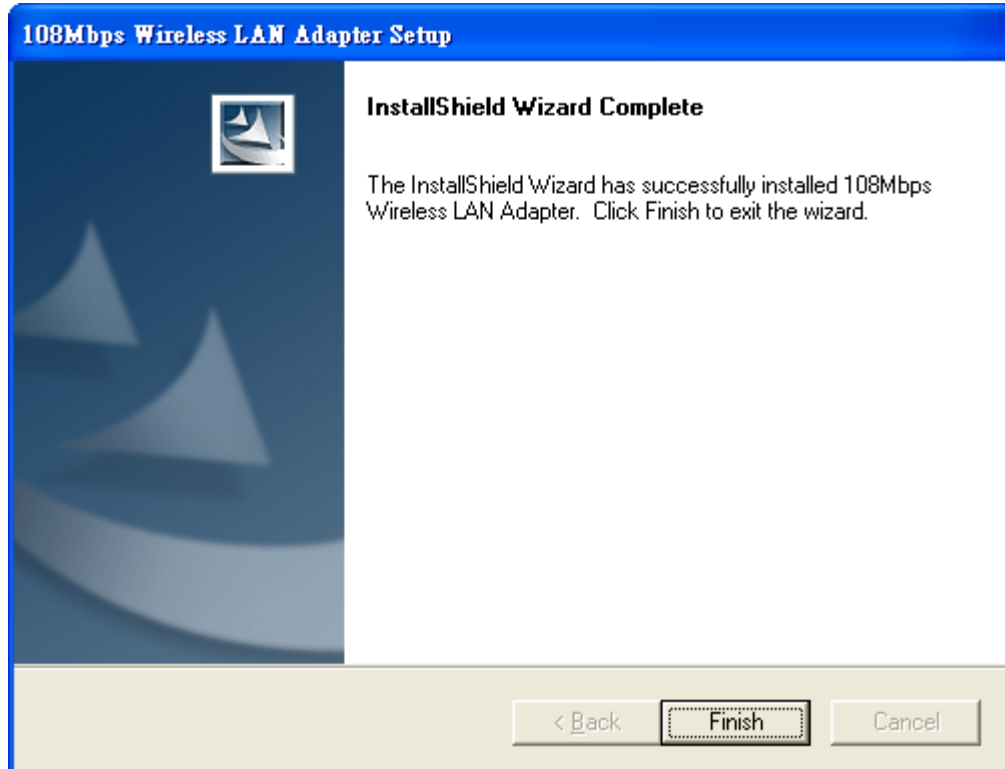 108Mbps Wireless LAN Adapter Setup
InstallShield Wizard Complete
The InstallShield Wizard has successfully installed 108Mbps
Wireless LAN Adapter.  Click Finish to exit the wizard.
< Back Finish Cancel